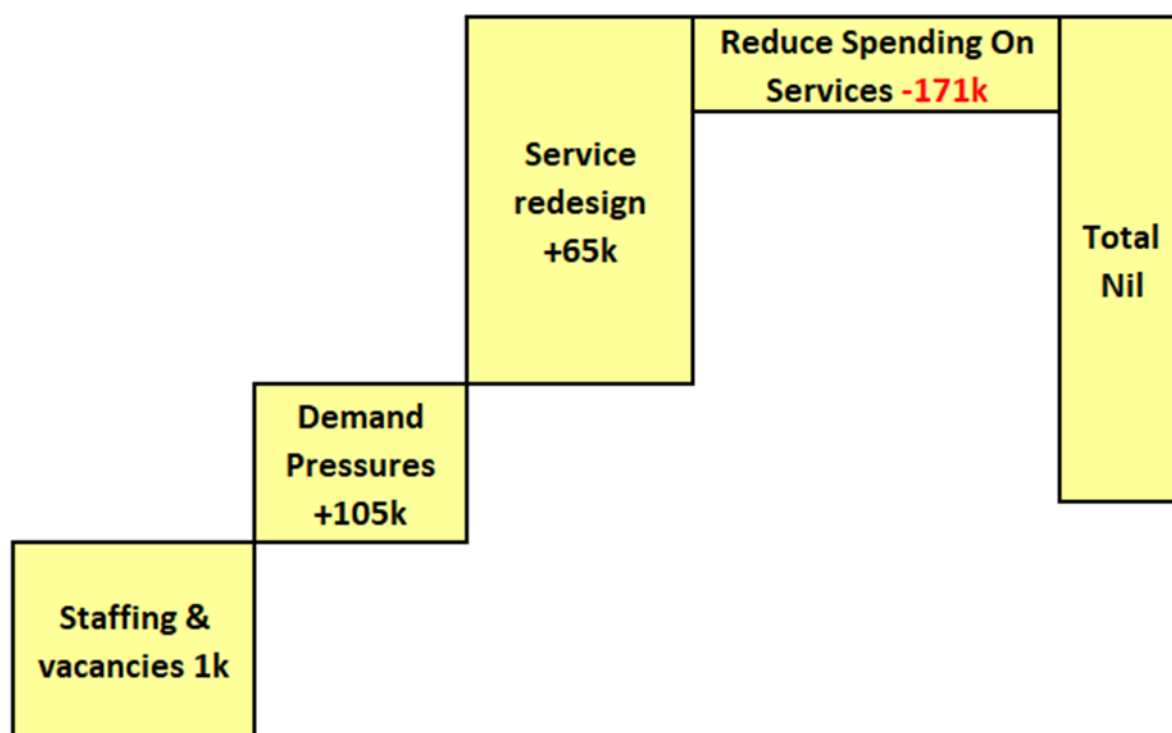 Staffing &
vacancies 1k
Demand
Pressures
+105k
Service
redesign
+65k
Reduce Spending On
Services -171k
Total
Nil